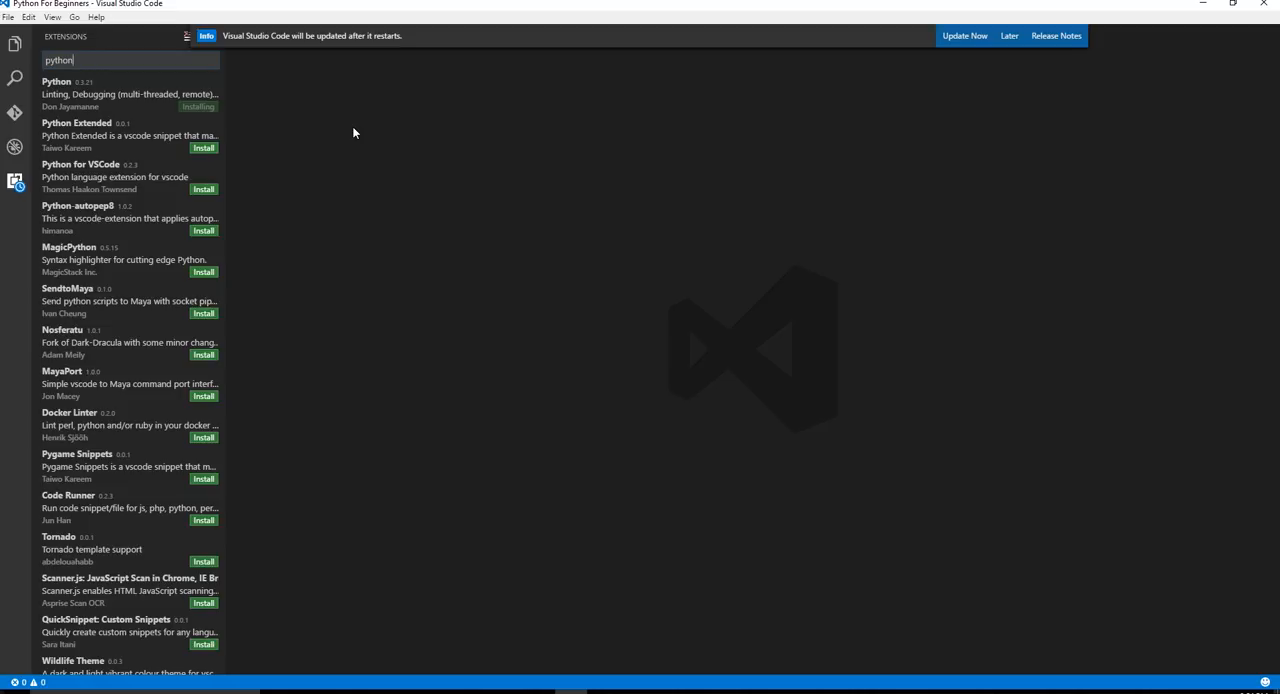 Python For Beginners - Visual Studio Code
File Edit View Go Help
EXTENSIONS
Info Visual Studio Code will be updated after it restarts. Update Now Later Release Notes
python
Python 0.3.21
Linting, Debugging (multi-threaded, remote)...
Don Jayamanne Installing
Python Extended 0.0.1
Python Extended is a vscode snippet that ma...
Taiwo Kareem Install
Python for VSCode 0.2.3
Python language extension for vscode
Thomas Haakon Townsend Install
Python-autopep8 1.0.2
This is a vscode-extension that applies autop...
himanoa Install
MagicPython 0.5.15
Syntax highlighter for cutting edge Python.
MagicStack Inc. Install
SendtoMaya 0.1.0
Send python scripts to Maya with socket pip...
Ivan Cheung Install
Nosferatu 1.0.1
Fork of Dark-Dracula with some minor chang...
Adam Meily Install
MayaPort 1.0.0
Simple vscode to Maya command port interf...
Jon Macey Install
Docker Linter 0.2.0
Lint perl, python and/or ruby in your docker ...
Henrik Sjööh Install
Pygame Snippets 0.0.1
Pygame Snippets is a vscode snippet that m...
Taiwo Kareem Install
Code Runner 0.2.3
Run code snippet/file for js, php, python, per...
Jun Han Install
Tornado 0.0.1
Tornado template support
abdelouahabb Install
Scanner.js: JavaScript Scan in Chrome, IE Br
Scanner.js enables HTML JavaScript scanning...
Asprise Scan OCR Install
QuickSnippet: Custom Snippets 0.0.1
Quickly create custom snippets for any langu...
Sara Itani Install
Wildlife Theme 0.0.3
A dark and light vibrant colour theme for vsc...
0 0